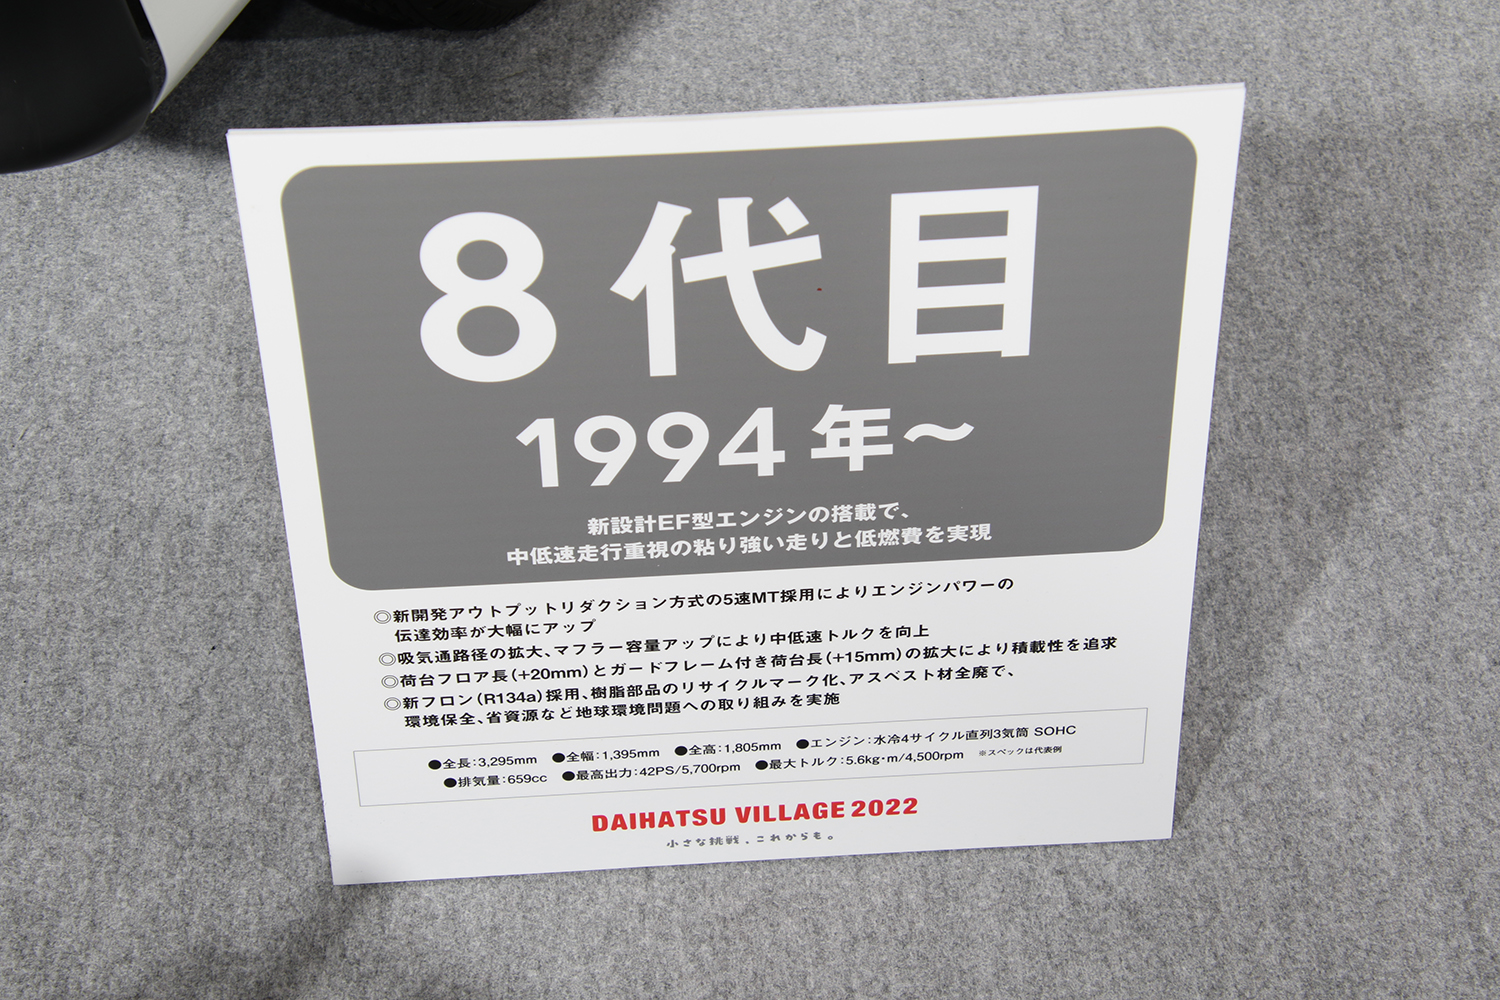 8代目
1994年〜
新設計EF型エンジンの搭載で、
中低速走行重視の粘り強い走りと低燃費を実現
◎新開発アウトプットリダクション方式の5速MT採用によりエンジンパワーの
伝達効率が大幅にアップ
◎吸気通路径の拡大、マフラー容量アップにより中低速トルクを向上
◎荷台フロア長(+20mm)とガードフレーム付き荷台長(+15mm)の拡大により積載性を追求
◎新フロン(R134a)採用、樹脂部品のリサイクルマーク化、アスベスト材全廃で、
環境保全、省資源など地球環境問題への取り組みを実施
●全長:3,295mm ●全幅:1,395mm ●全高:1,805mm ●エンジン:水冷4サイクル直列3気筒 SOHC
●排気量:659cc ●最高出力:42PS/5,700rpm ●最大トルク:5.6kg・m/4,500rpm ※スペックは代表例
DAIHATSU VILLAGE 2022
小さな挑戦、これからも。